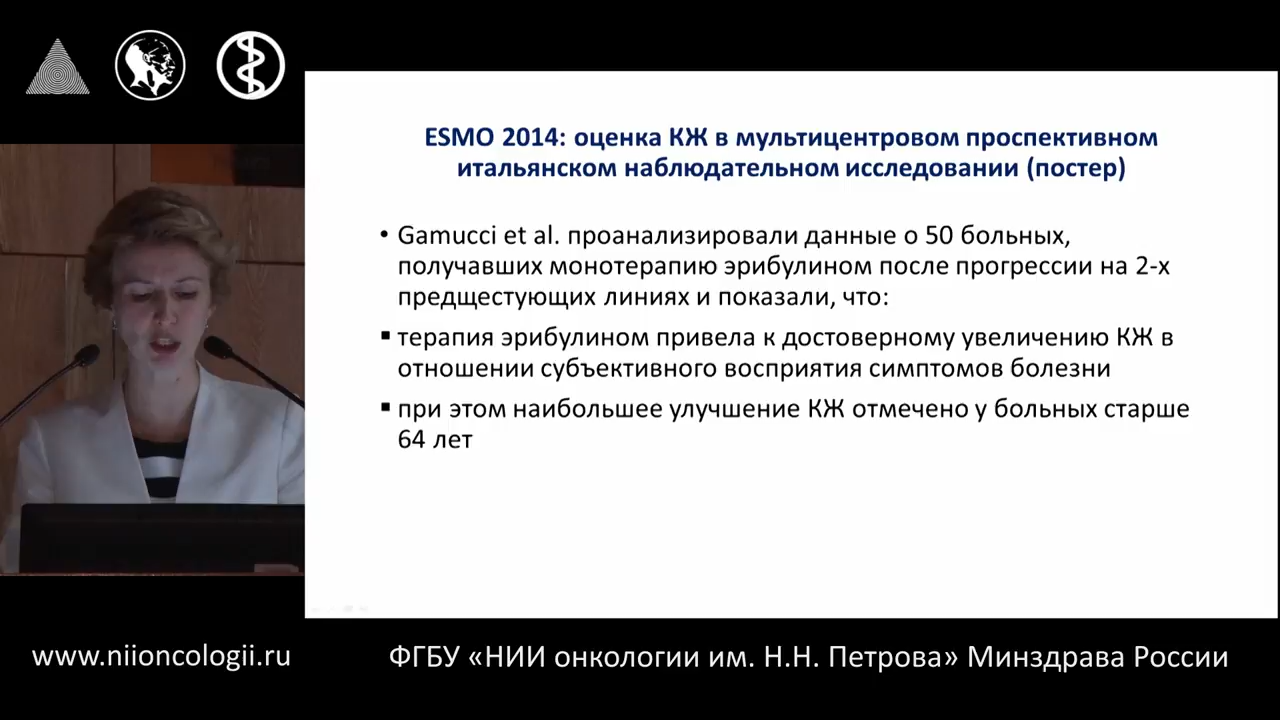 ESMO 2014: оценка КЖ в мультицентровом проспективном
итальянском наблюдательном исследовании (постер)
• Gamucci et al. проанализировали данные о 50 больных,
получавших монотерапию эрибулином после прогрессии на 2-х
предщестующих линиях и показали, что:
▪ терапия эрибулином привела к достоверному увеличению КЖ в
отношении субъективного восприятия симптомов болезни
▪ при этом наибольшее улучшение КЖ отмечено у больных старше
64 лет
www.niioncologii.ru
ФГБУ «НИИ онкологии им. Н.Н. Петрова» Минздрава России